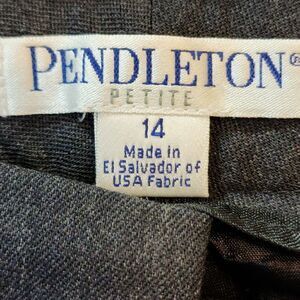 PENDLETON®
PETITE
14
Made in
El Salvador of
USA Fabric